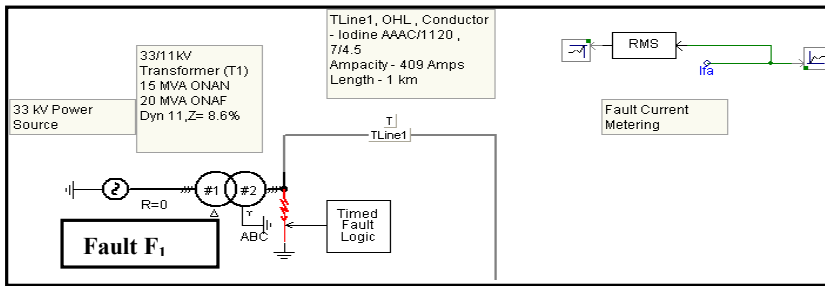 TLine1, OHL , Conductor
- Iodine AAAC/1120 ,
7/4.5
Ampacity - 409 Amps
Length - 1 km
33/11kV
Transformer (T1)
15 MVA ONAN
20 MVA ONAF
Dyn 11,Z= 8.6%
33 kV Power
Source
RMS
Ifa
Fault Current
Metering
T
TLine1
#1
#2
R=0
ABC
Timed
Fault
Logic
Fault F₁